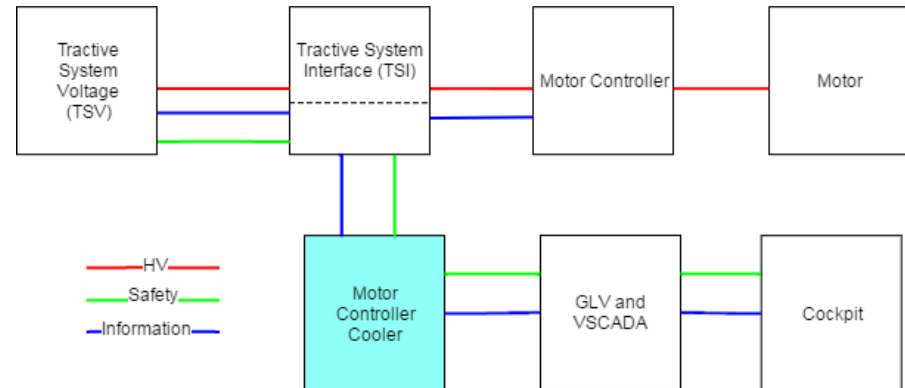 Tractive
System
Voltage
(TSV)
Tractive System
Interface (TSI)
Motor Controller
Motor
HV
Safety
Information
Motor
Controller
Cooler
GLV and
VSCADA
Cockpit